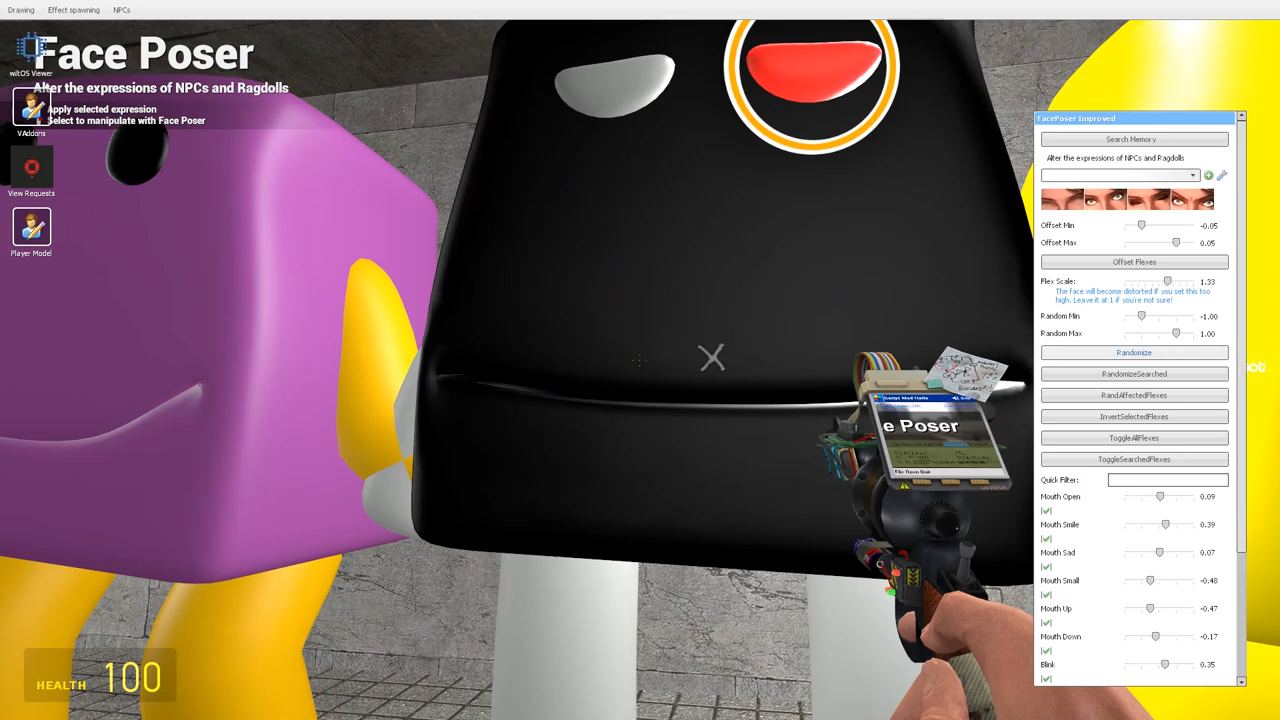 Drawing Effect spawning NPCs
Face Poser
Alter the expressions of NPCs and Ragdolls
Apply selected expression
Select to manipulate with Face Poser
wiltOS Viewer
VAddons
View Requests
Player Model
FacePoser Improved
Search Memory
Alter the expressions of NPCs and Ragdolls
Offset Min -0.05
Offset Max 0.05
Offset Flexes
Flex Scale: 1.33
The face will become distorted if you set this too
high. Leave it at 1 if you're not sure!
Random Min -1.00
Random Max 1.00
Randomize
RandomizeSearched
RandAffectedFlexes
InvertSelectedFlexes
ToggleAllFlexes
ToggleSearchedFlexes
Quick Filter:
Mouth Open 0.09
Mouth Smile 0.39
Mouth Sad 0.07
Mouth Small -0.48
Mouth Up -0.47
Mouth Down -0.17
Blink 0.35
e Poser
HEALTH 100